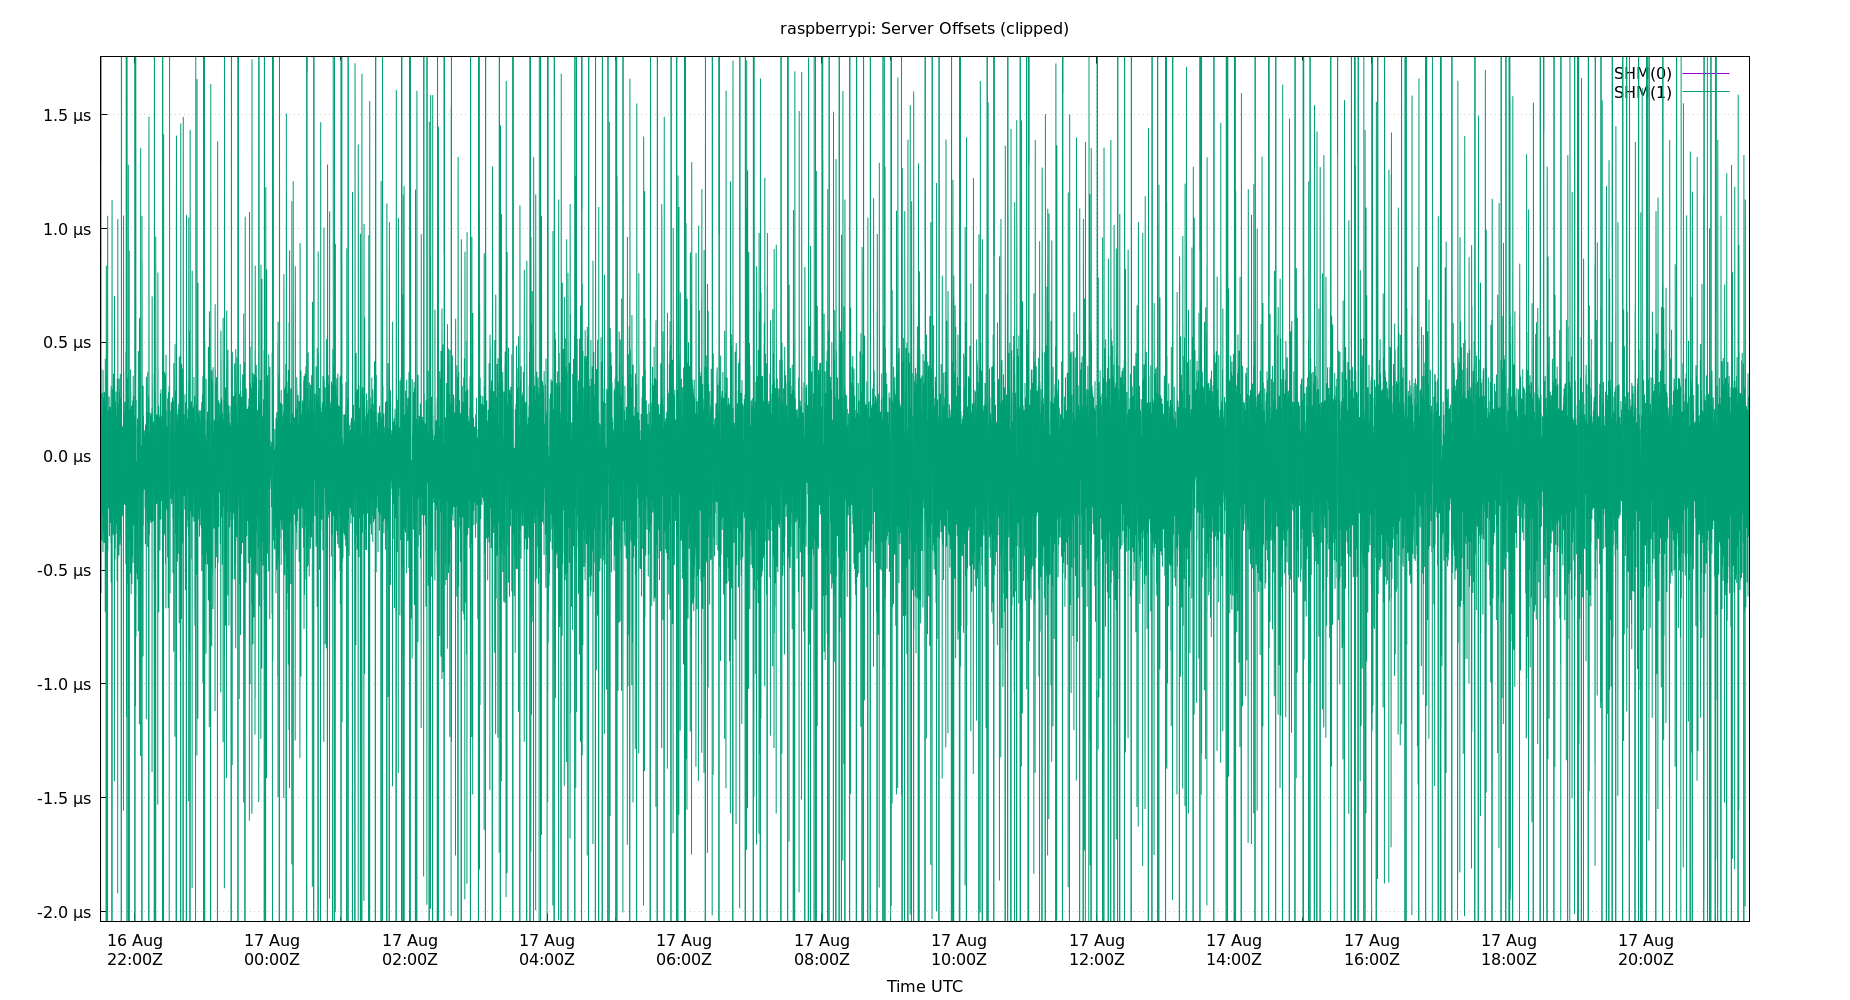 raspberrypi: Server Offsets (clipped)
SHM(0)
SHM(1)
1.5 µs
1.0 µs
0.5 µs
0.0 µs
-0.5 µs
-1.0 µs
-1.5 µs
-2.0 µs
16 Aug 17 Aug 17 Aug 17 Aug 17 Aug 17 Aug 17 Aug 17 Aug 17 Aug 17 Aug 17 Aug 17 Aug
22:00Z 00:00Z 02:00Z 04:00Z 06:00Z 08:00Z 10:00Z 12:00Z 14:00Z 16:00Z 18:00Z 20:00Z
Time UTC